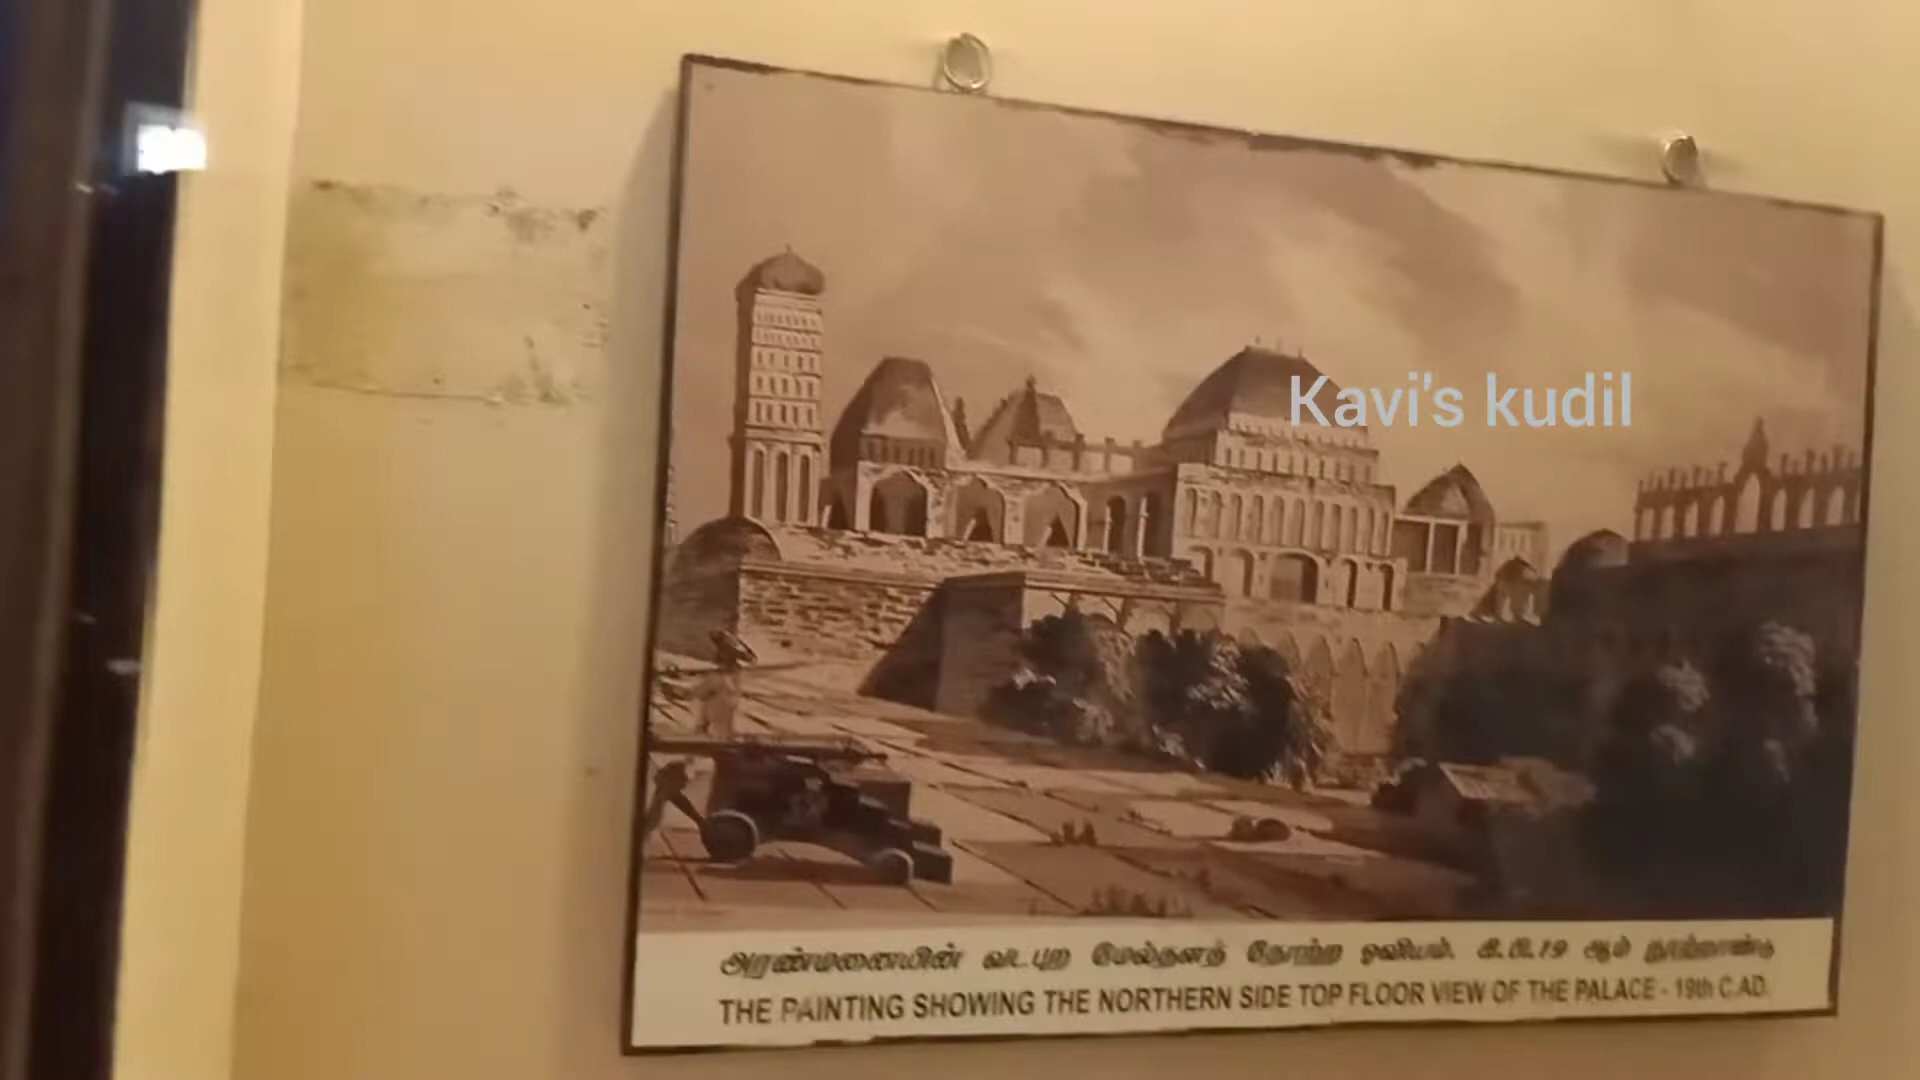 Kavi's kudil
அரண்மனையின் வடபுற மேல்தளத் தோற்ற ஓவியம். கி.பி.19 ஆம் நூற்றாண்டு
THE PAINTING SHOWING THE NORTHERN SIDE TOP FLOOR VIEW OF THE PALACE - 19th C.AD.